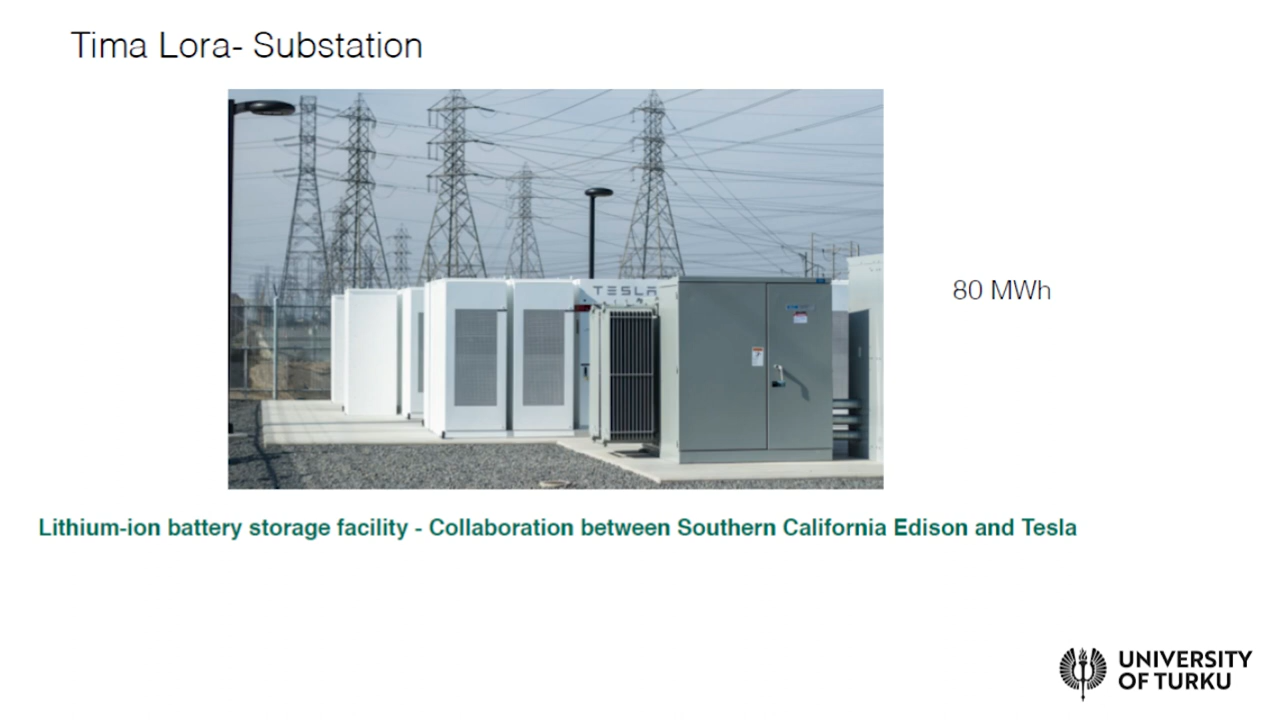 Tima Lora- Substation
TESLA
80 MWh
Lithium-ion battery storage facility - Collaboration between Southern California Edison and Tesla
UNIVERSITY
OF TURKU